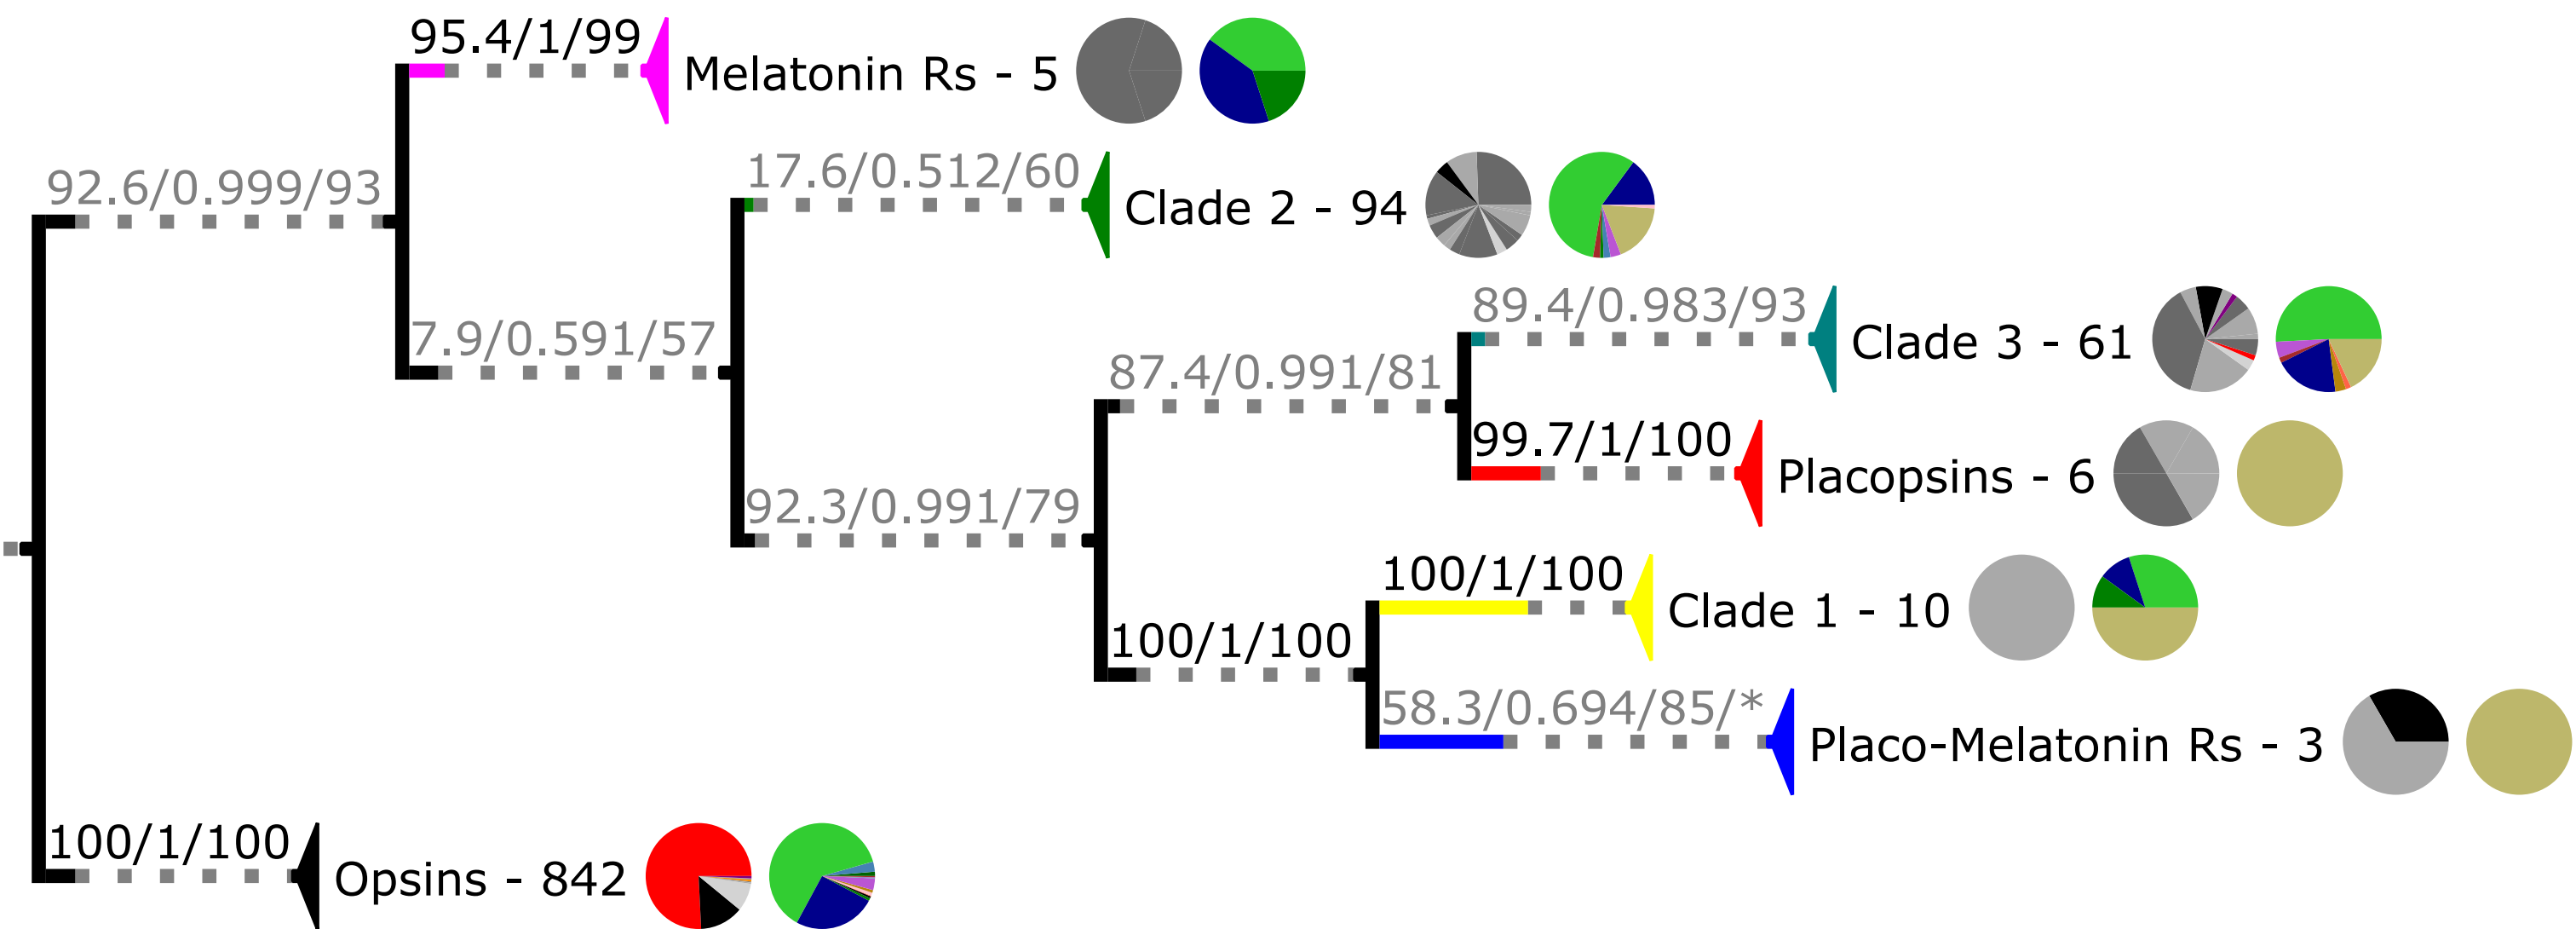 95.4/1/99
Melatonin Rs - 5
92.6/0.999/93
17.6/0.512/60
Clade 2 - 94
7.9/0.591/57
89.4/0.983/93
Clade 3 - 61
87.4/0.991/81
99.7/1/100
Placopsins - 6
92.3/0.991/79
100/1/100
Clade 1 - 10
100/1/100
58.3/0.694/85/*
Placo-Melatonin Rs - 3
100/1/100
Opsins - 842